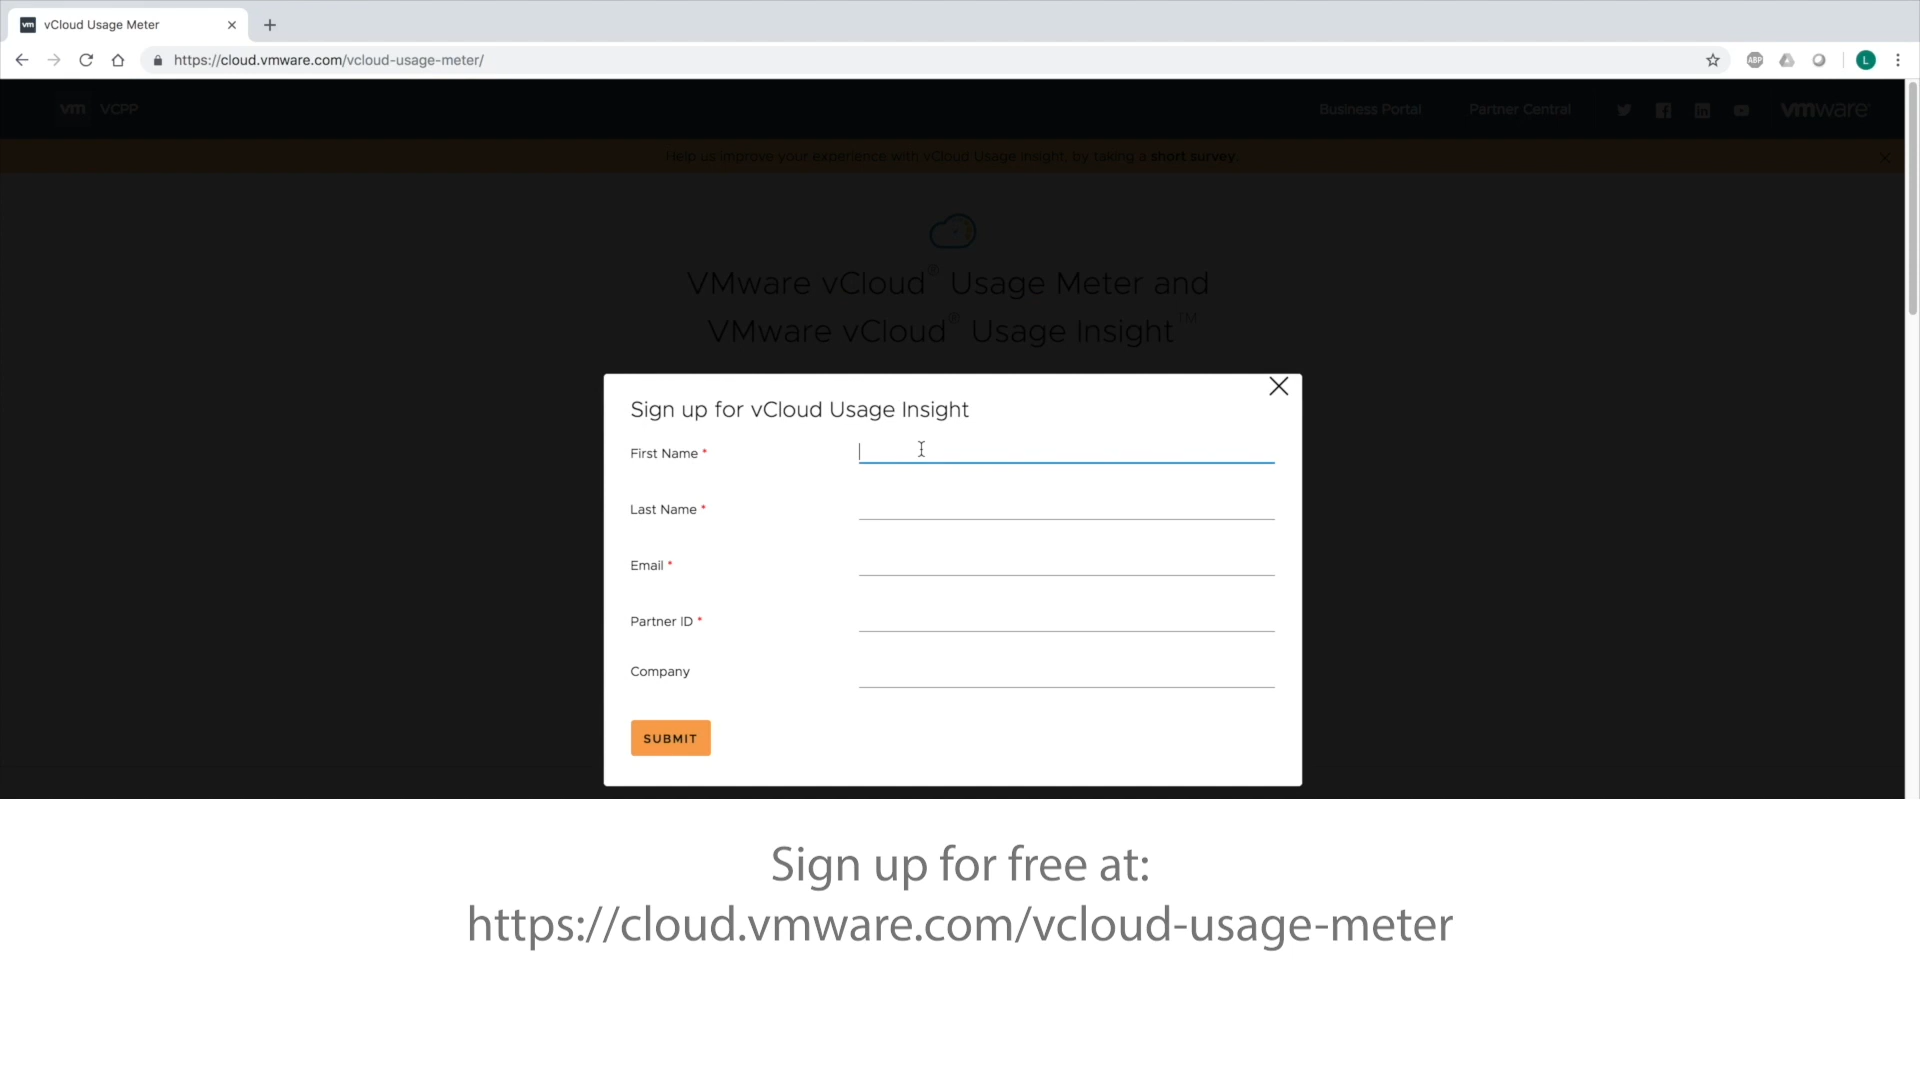 vm vCloud Usage Meter
https://cloud.vmware.com/vcloud-usage-meter/
ABP
L
vm VCPP
Business Portal
Partner Central
vmware
Help us improve your experience with vCloud Usage Insight, by taking a short survey.
VMware vCloud® Usage Meter and
VMware vCloud® Usage Insight™
Sign up for vCloud Usage Insight
First Name *
Last Name *
Email *
Partner ID *
Company
SUBMIT
Sign up for free at:
https://cloud.vmware.com/vcloud-usage-meter